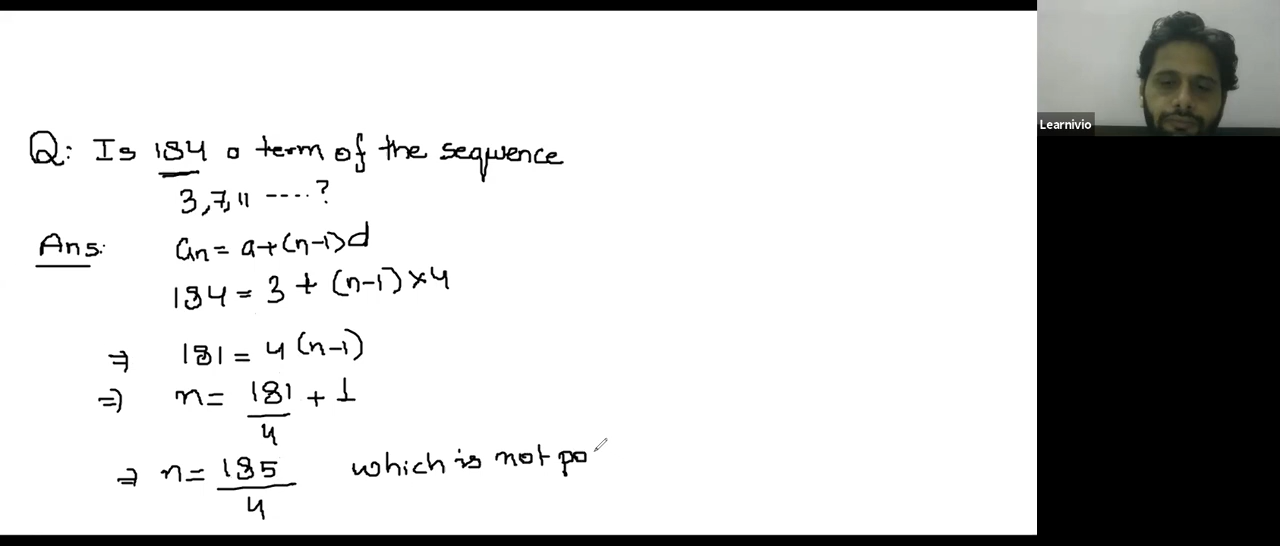 Q: Is 184 a term of the sequence
3, 7, 11 ----?
Ans: an = a+(n-1)d
184 = 3 + (n-1)×4
⇒ 181 = 4(n-1)
⇒ n = 181/4 + 1
⇒ n = 185/4 which is not po
Learnivio